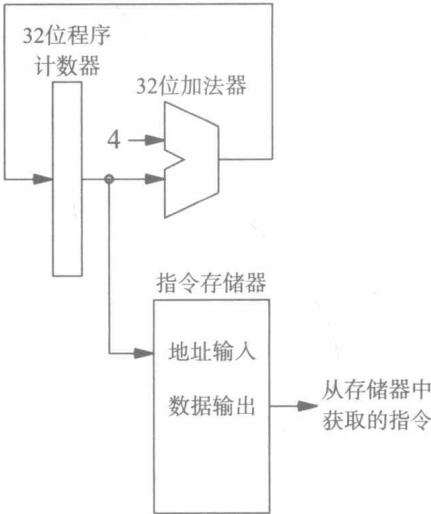 32位程序
计数器
32位加法器
4
指令存储器
地址输入
数据输出
从存储器中
获取的指令